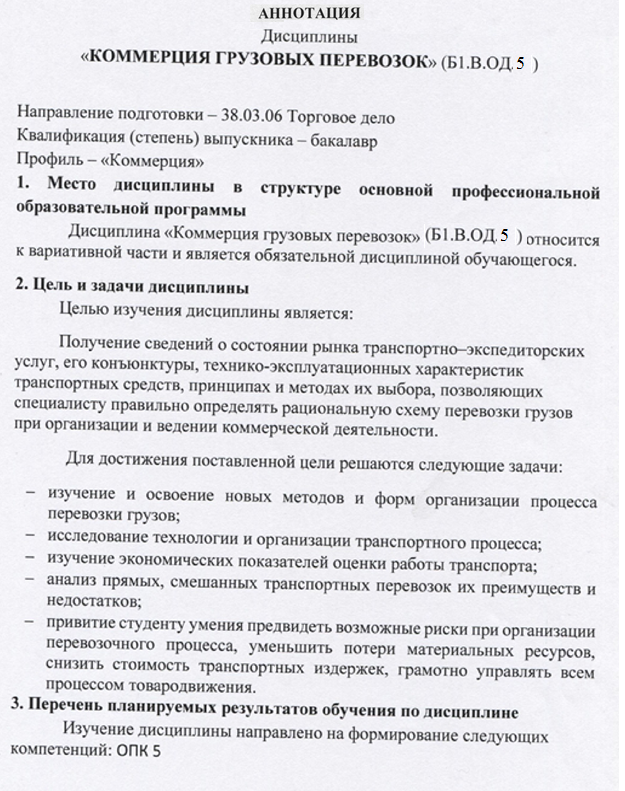 АННОТАЦИЯ
Дисциплины
«КОММЕРЦИЯ ГРУЗОВЫХ ПЕРЕВОЗОК» (Б1.В.ОД. 5 )
Направление подготовки – 38.03.06 Торговое дело
Квалификация (степень) выпускника – бакалавр
Профиль – «Коммерция»
1. Место дисциплины в структуре основной профессиональной
образовательной программы
Дисциплина «Коммерция грузовых перевозок» (Б1.В.ОД. 5 ) относится
к вариативной части и является обязательной дисциплиной обучающегося.
2. Цель и задачи дисциплины
Целью изучения дисциплины является:
Получение сведений о состоянии рынка транспортно–экспедиторских
услуг, его конъюнктуры, технико-эксплуатационных характеристик
транспортных средств, принципах и методах их выбора, позволяющих
специалисту правильно определять рациональную схему перевозки грузов
при организации и ведении коммерческой деятельности.
Для достижения поставленной цели решаются следующие задачи:
– изучение и освоение новых методов и форм организации процесса
перевозки грузов;
– исследование технологии и организации транспортного процесса;
– изучение экономических показателей оценки работы транспорта;
– анализ прямых, смешанных транспортных перевозок их преимуществ и
недостатков;
– привитие студенту умения предвидеть возможные риски при организации
перевозочного процесса, уменьшить потери материальных ресурсов,
снизить стоимость транспортных издержек, грамотно управлять всем
процессом товародвижения.
3. Перечень планируемых результатов обучения по дисциплине
Изучение дисциплины направлено на формирование следующих
компетенций: ОПК 5